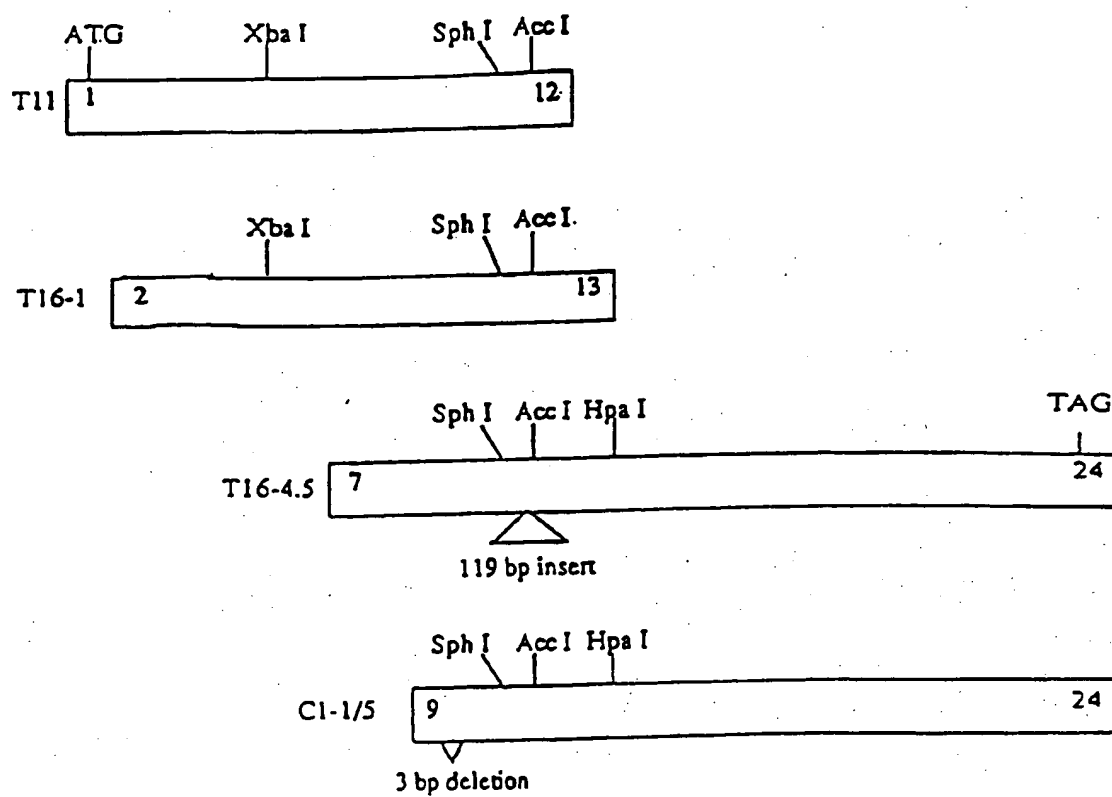 ATG Xba I Sph I Acc I
T11 1 12
Xba I Sph I Acc I.
T16-1 2 13
Sph I Acc I Hpa I TAG
T16-4.5 7 24
119 bp insert
Sph I Acc I Hpa I
C1-1/5 9 24
3 bp deletion